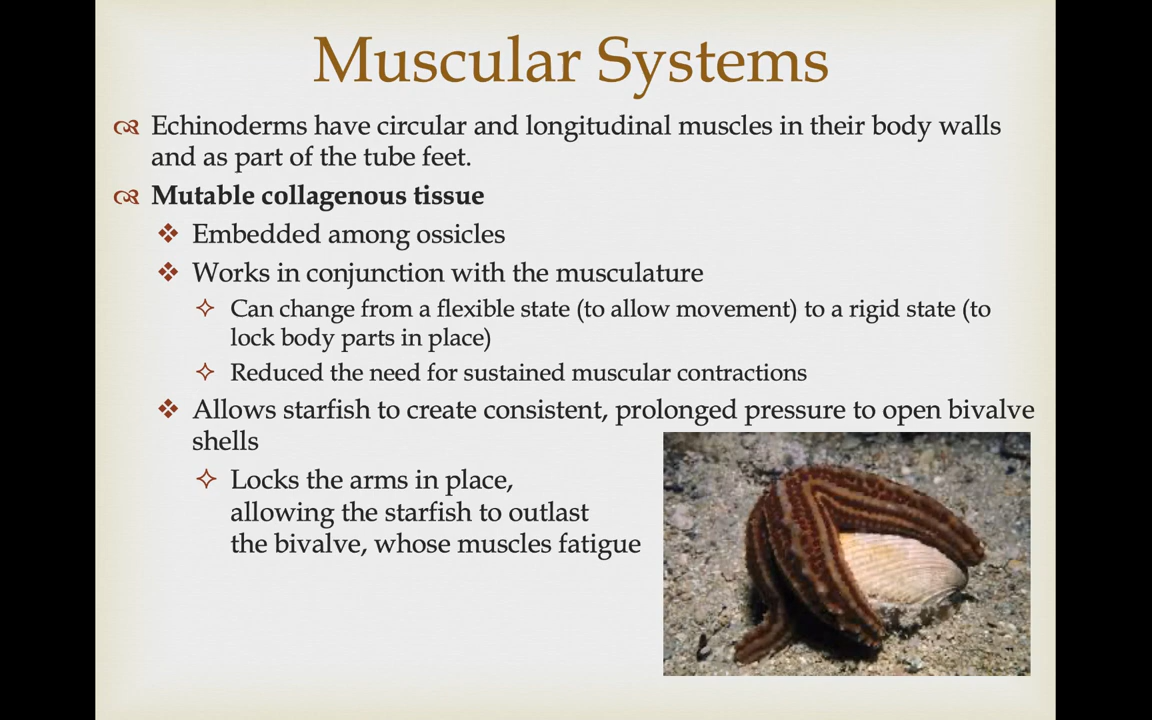 Muscular Systems
Echinoderms have circular and longitudinal muscles in their body walls
and as part of the tube feet.
Mutable collagenous tissue
Embedded among ossicles
Works in conjunction with the musculature
Can change from a flexible state (to allow movement) to a rigid state (to
lock body parts in place)
Reduced the need for sustained muscular contractions
Allows starfish to create consistent, prolonged pressure to open bivalve
shells
Locks the arms in place,
allowing the starfish to outlast
the bivalve, whose muscles fatigue